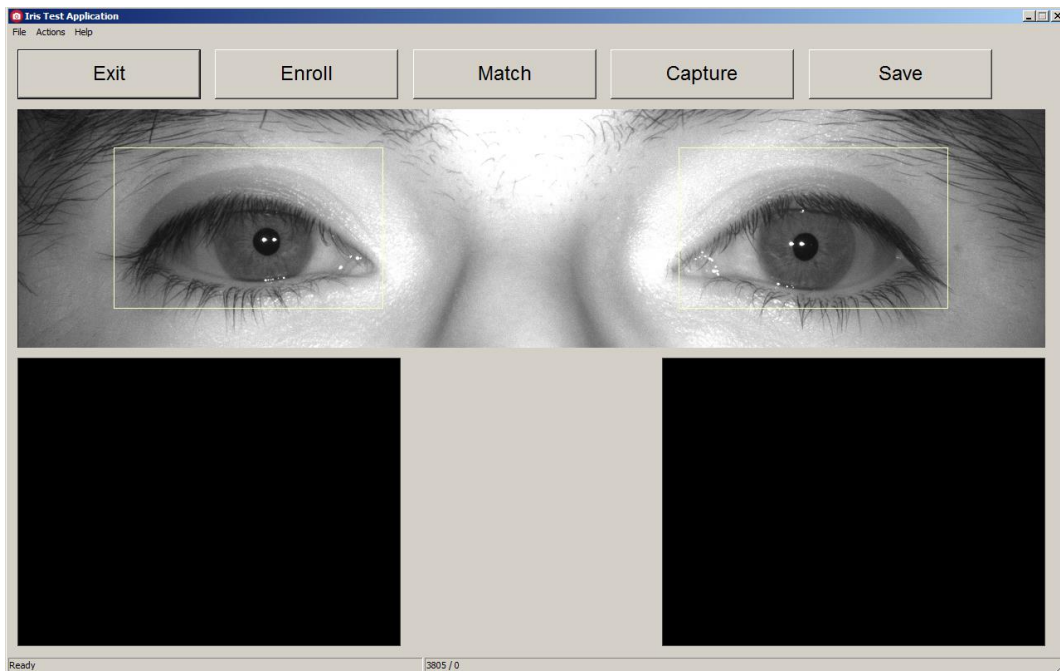 Iris Test Application
File Actions Help
Exit Enroll Match Capture Save
Ready 3805 / 0